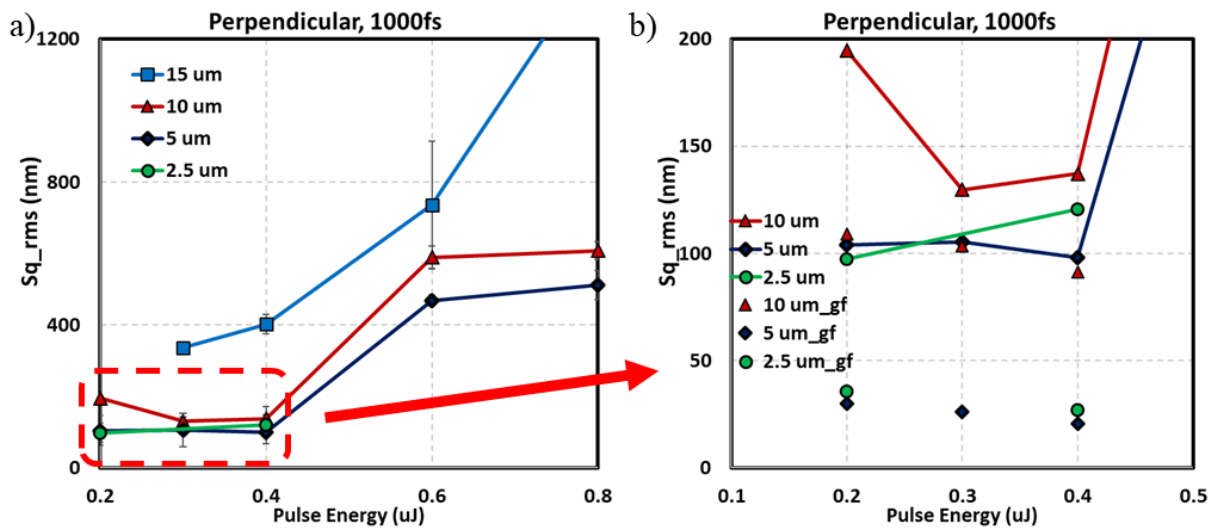 a)
Perpendicular, 1000fs
1200
800
400
0
Sq_rms (nm)
15 um
10 um
5 um
2.5 um
0.2
0.4
0.6
0.8
Pulse Energy (uJ)
b)
Perpendicular, 1000fs
200
150
100
50
0
Sq_rms (nm)
10 um
5 um
2.5 um
10 um_gf
5 um_gf
2.5 um_gf
0.1
0.2
0.3
0.4
0.5
Pulse Energy (uJ)